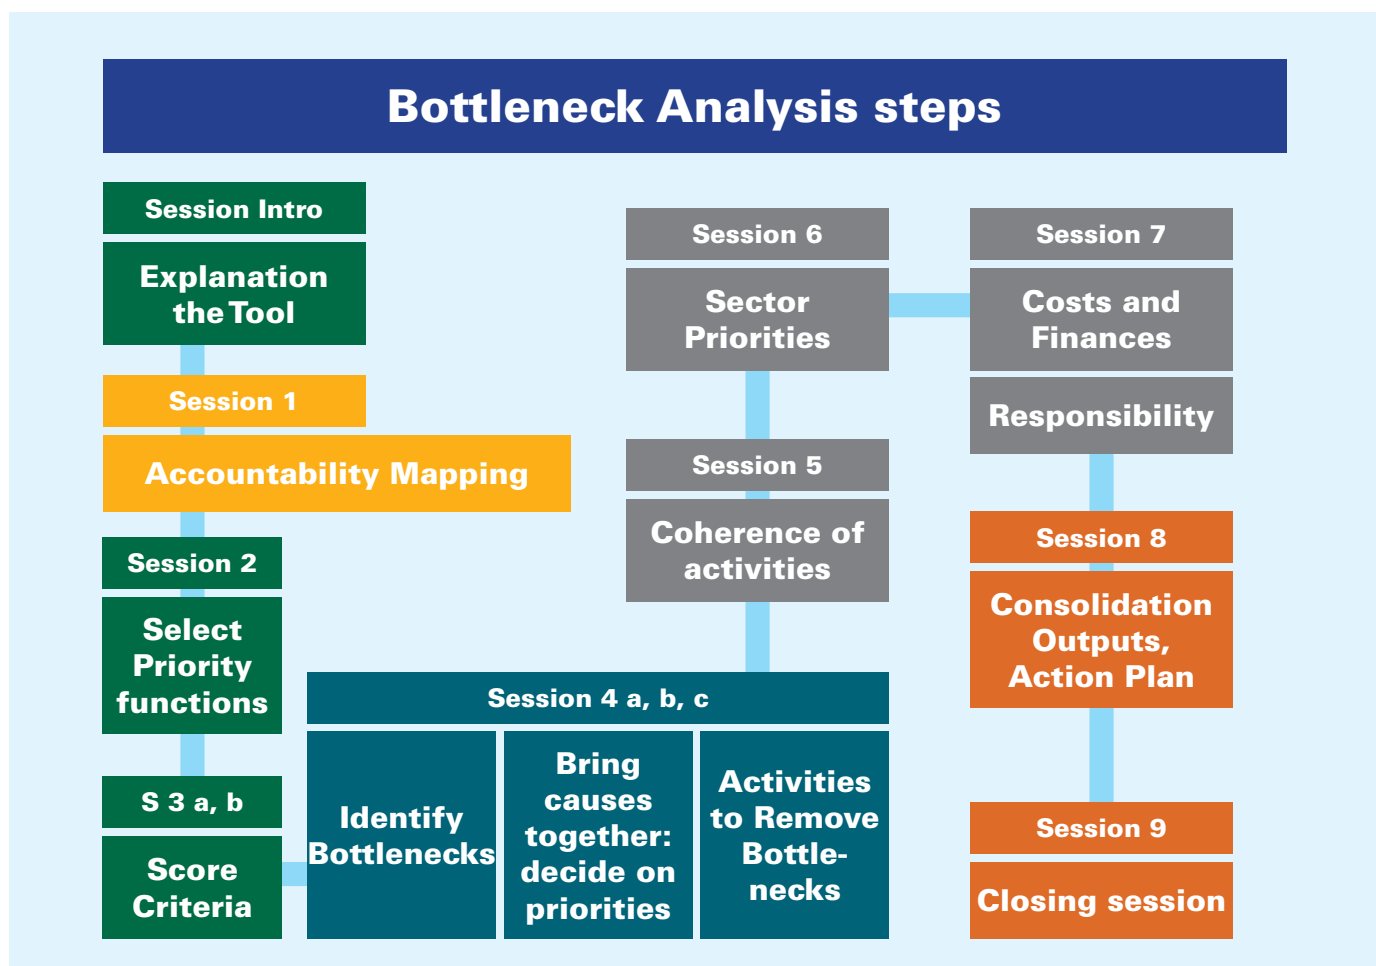 Bottleneck Analysis steps
Session Intro
Explanation
the Tool
Session 1
Accountability Mapping
Session 2
Select
Priority
functions
S 3 a, b
Score
Criteria
Session 4 a, b, c
Identify
Bottlenecks
Bring
causes
together:
decide on
priorities
Activities
to Remove
Bottle-
necks
Session 5
Coherence of
activities
Session 6
Sector
Priorities
Session 7
Costs and
Finances
Responsibility
Session 8
Consolidation
Outputs,
Action Plan
Session 9
Closing session